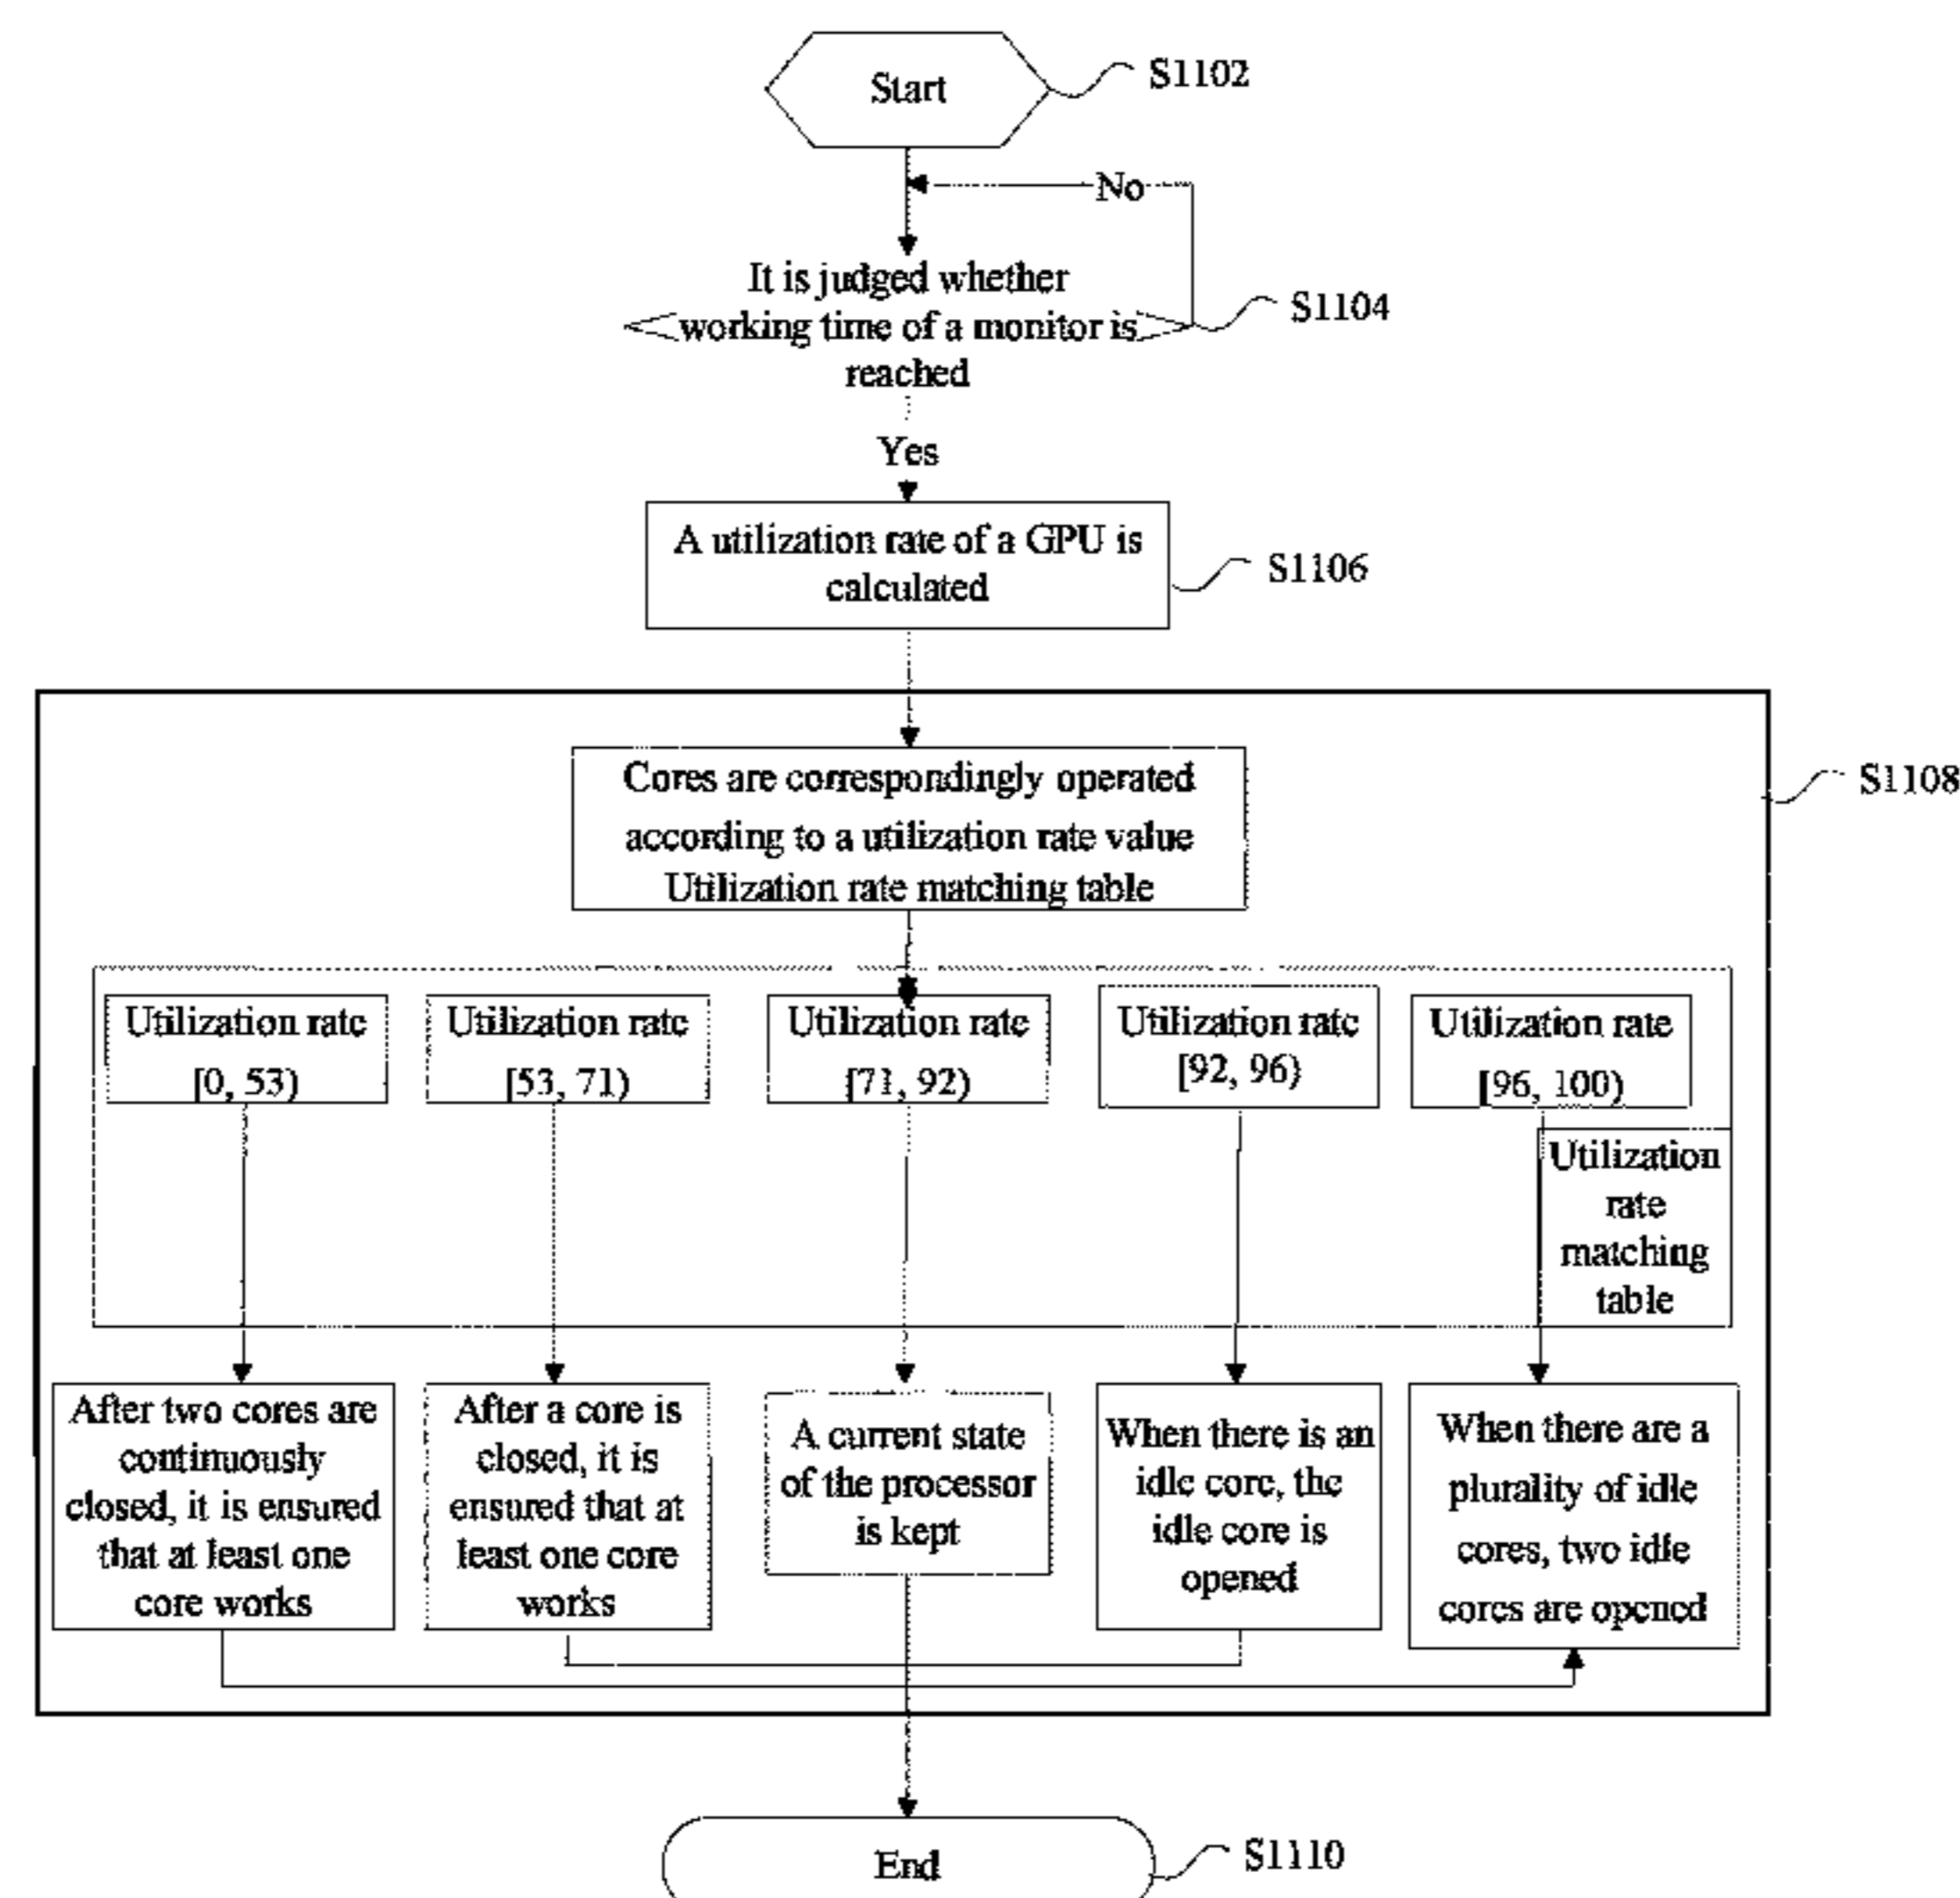 Start
S1102
No
It is judged whether
working time of a monitor is
reached
S1104
Yes
A utilization rate of a GPU is
calculated
S1106
Cores are correspondingly operated
according to a utilization rate value
Utilization rate matching table
S1108
Utilization rate
[0, 53)
Utilization rate
[53, 71)
Utilization rate
[71, 92)
Utilization rate
[92, 96)
Utilization rate
[96, 100)
Utilization
rate
matching
table
After two cores are
continuously
closed, it is ensured
that at least one
core works
After a core is
closed, it is
ensured that at
least one core
works
A current state
of the processor
is kept
When there is an
idle core, the
idle core is
opened
When there are a
plurality of idle
cores, two idle
cores are opened
End
S1110